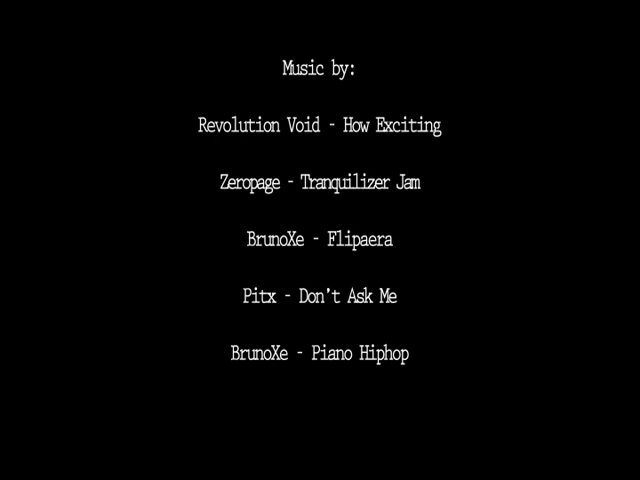 Music by:
Revolution Void - How Exciting
Zeropage - Tranquilizer Jam
BrunoXe - Flipaera
Pitx - Don't Ask Me
BrunoXe - Piano Hiphop